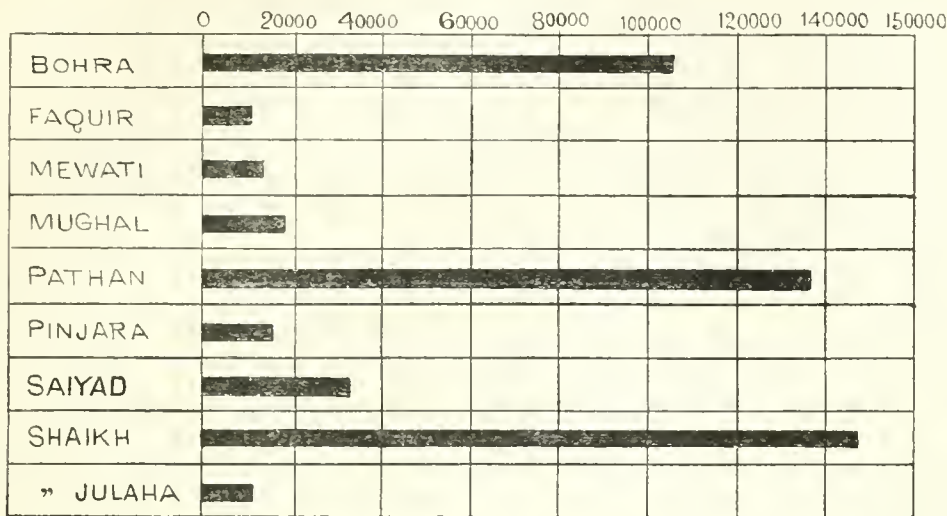 0 20000 40000 60000 80000 100000 120000 140000 150000
BOHRA
FAQUIR
MEWATI
MUGHAL
PATHAN
PINJARA
SAIYAD
SHAIKH
" JULAHA